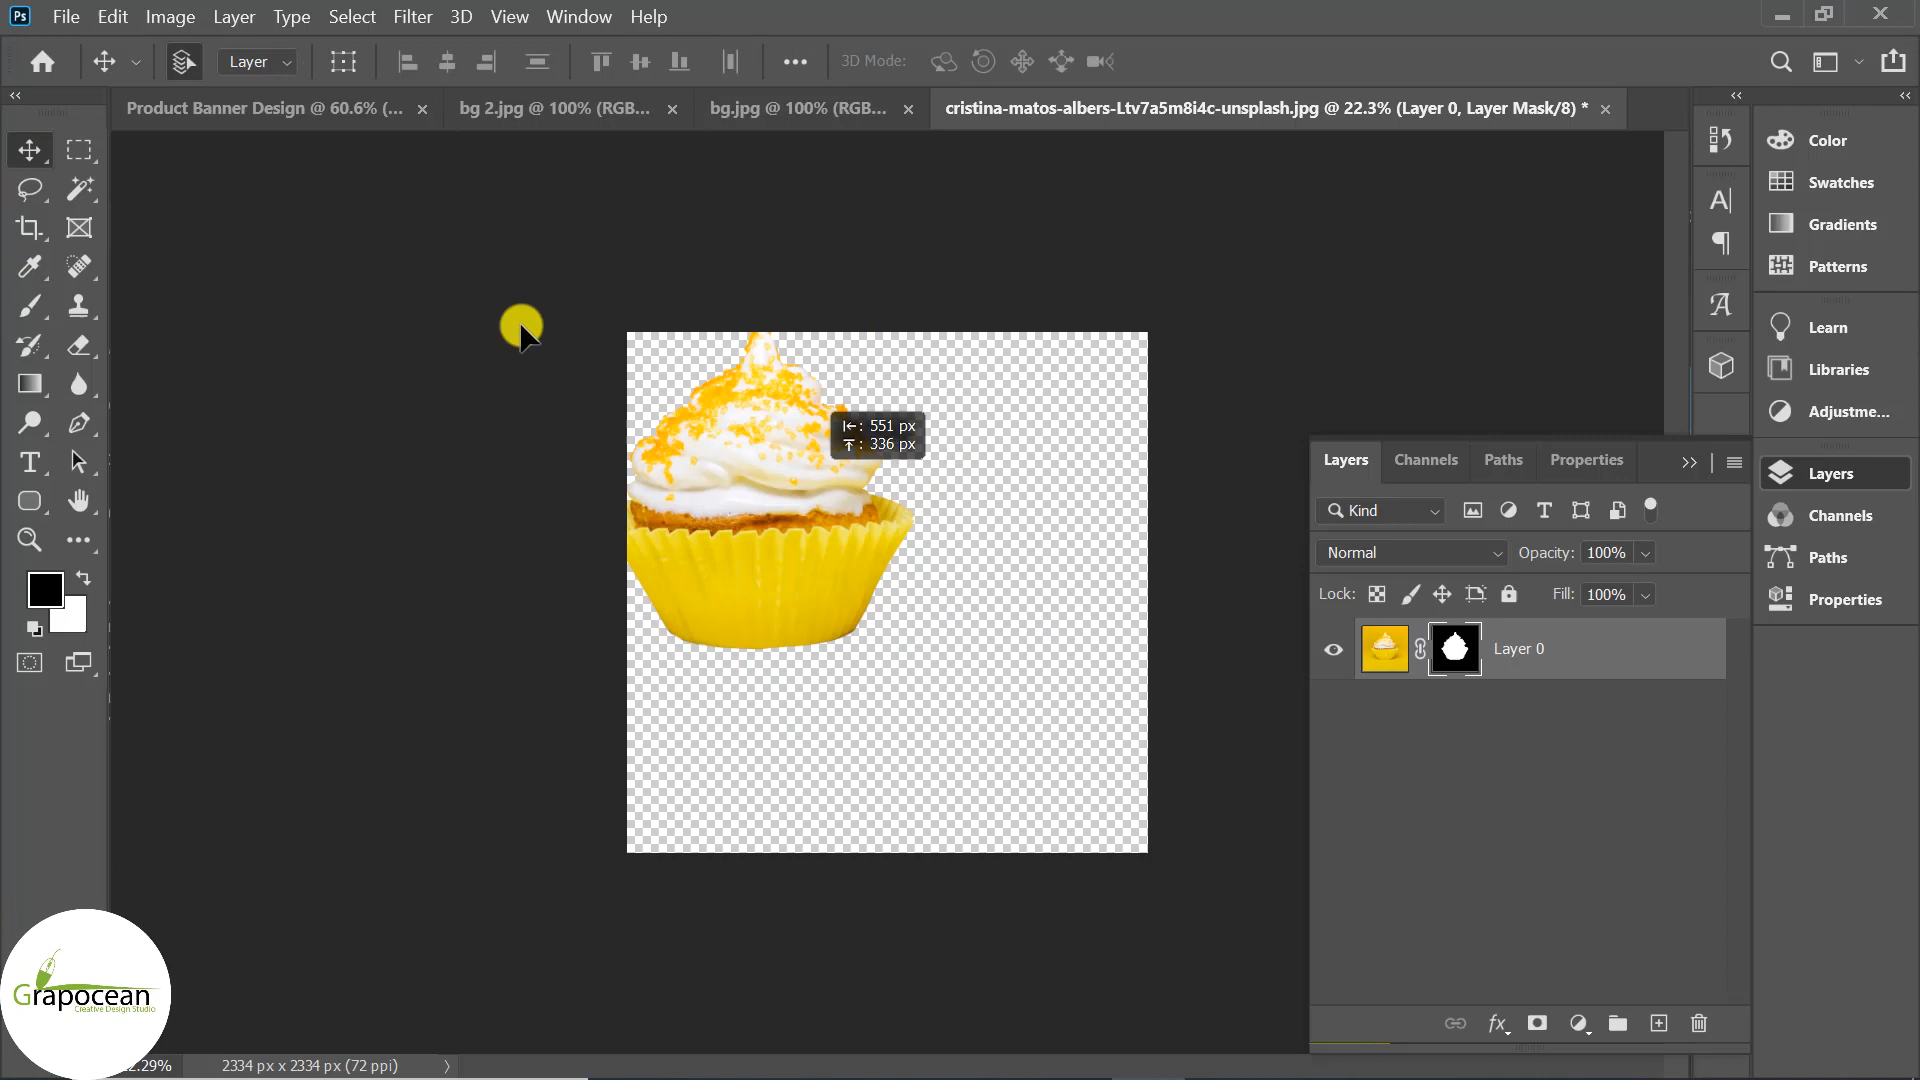 Ps File Edit Image Layer Type Select Filter 3D View Window Help
Layer 3D Mode:
Product Banner Design @ 60.6% (... × bg 2.jpg @ 100% (RGB... × bg.jpg @ 100% (RGB... × cristina-matos-albers-Ltv7a5m8i4c-unsplash.jpg @ 22.3% (Layer 0, Layer Mask/8) * ×
Color
Swatches
Gradients
Patterns
Learn
Libraries
Adjustme...
: 551 px
: 336 px
Layers Channels Paths Properties
Kind
Normal Opacity: 100%
Lock: Fill: 100%
Layer 0
fx
Layers
Channels
Paths
Properties
Grapocean
Creative Design Studio
2.29% 2334 px x 2334 px (72 ppi)